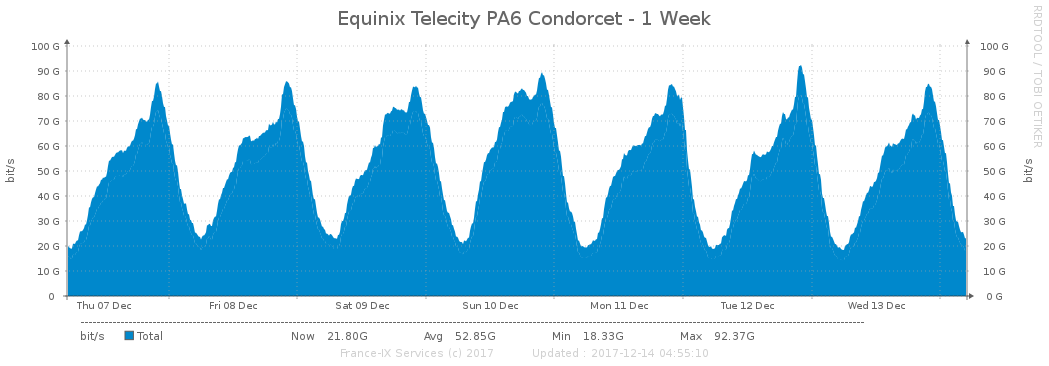 Equinix Telecity PA6 Condorcet - 1 Week
RRDTOOL / TOBI OETIKER
100 G 100 G
90 G 90 G
80 G 80 G
70 G 70 G
60 G 60 G
50 G 50 G
40 G 40 G
30 G 30 G
20 G 20 G
10 G 10 G
0 0 G
bit/s bit/s
Thu 07 Dec Fri 08 Dec Sat 09 Dec Sun 10 Dec Mon 11 Dec Tue 12 Dec Wed 13 Dec
bit/s Total Now 21.80G Avg 52.85G Min 18.33G Max 92.37G
France-IX Services (c) 2017 Updated : 2017-12-14 04:55:10